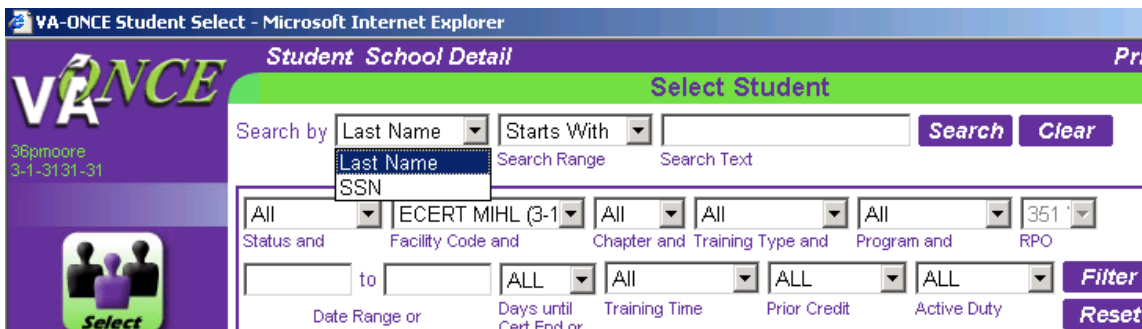 VA-ONCE Student Select - Microsoft Internet Explorer
Student School Detail
VA ONCE
Select Student
36pmoore
3-1-3131-31
Search by Last Name Starts With Search Clear
Search Range Search Text
Last Name
SSN
All ECERT MIHL (3-1 All All All 351
Status and Facility Code and Chapter and Training Type and Program and RPO
to ALL All ALL ALL Filter
Date Range or Days until Training Time Prior Credit Active Duty
Cert End or
Reset
Select